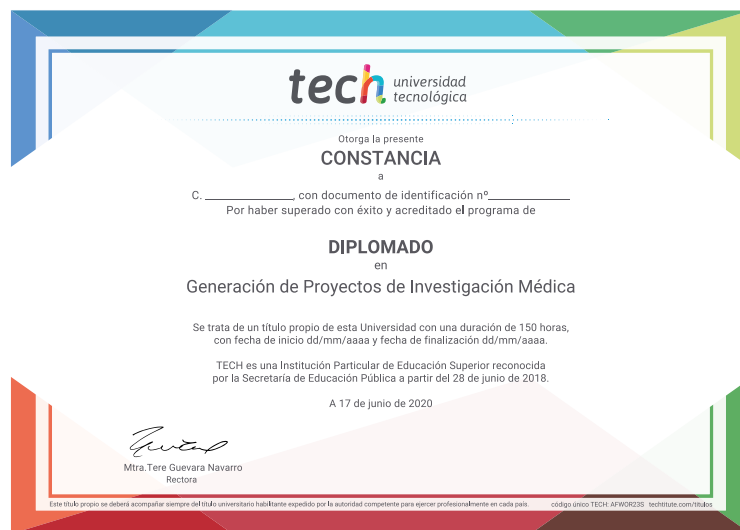 tech universidad
tecnológica
Otorga la presente
CONSTANCIA
a
C. ____________, con documento de identificación nº____________
Por haber superado con éxito y acreditado el programa de
DIPLOMADO
en
Generación de Proyectos de Investigación Médica
Se trata de un título propio de esta Universidad con una duración de 150 horas,
con fecha de inicio dd/mm/aaaa y fecha de finalización dd/mm/aaaa.
TECH es una Institución Particular de Educación Superior reconocida
por la Secretaría de Educación Pública a partir del 28 de junio de 2018.
A 17 de junio de 2020
Mtra.Tere Guevara Navarro
Rectora
Este título propio se deberá acompañar siempre del título universitario habilitante expedido por la autoridad competente para ejercer profesionalmente en cada país. código único TECH: AFWOR23S techtitute.com/titulos